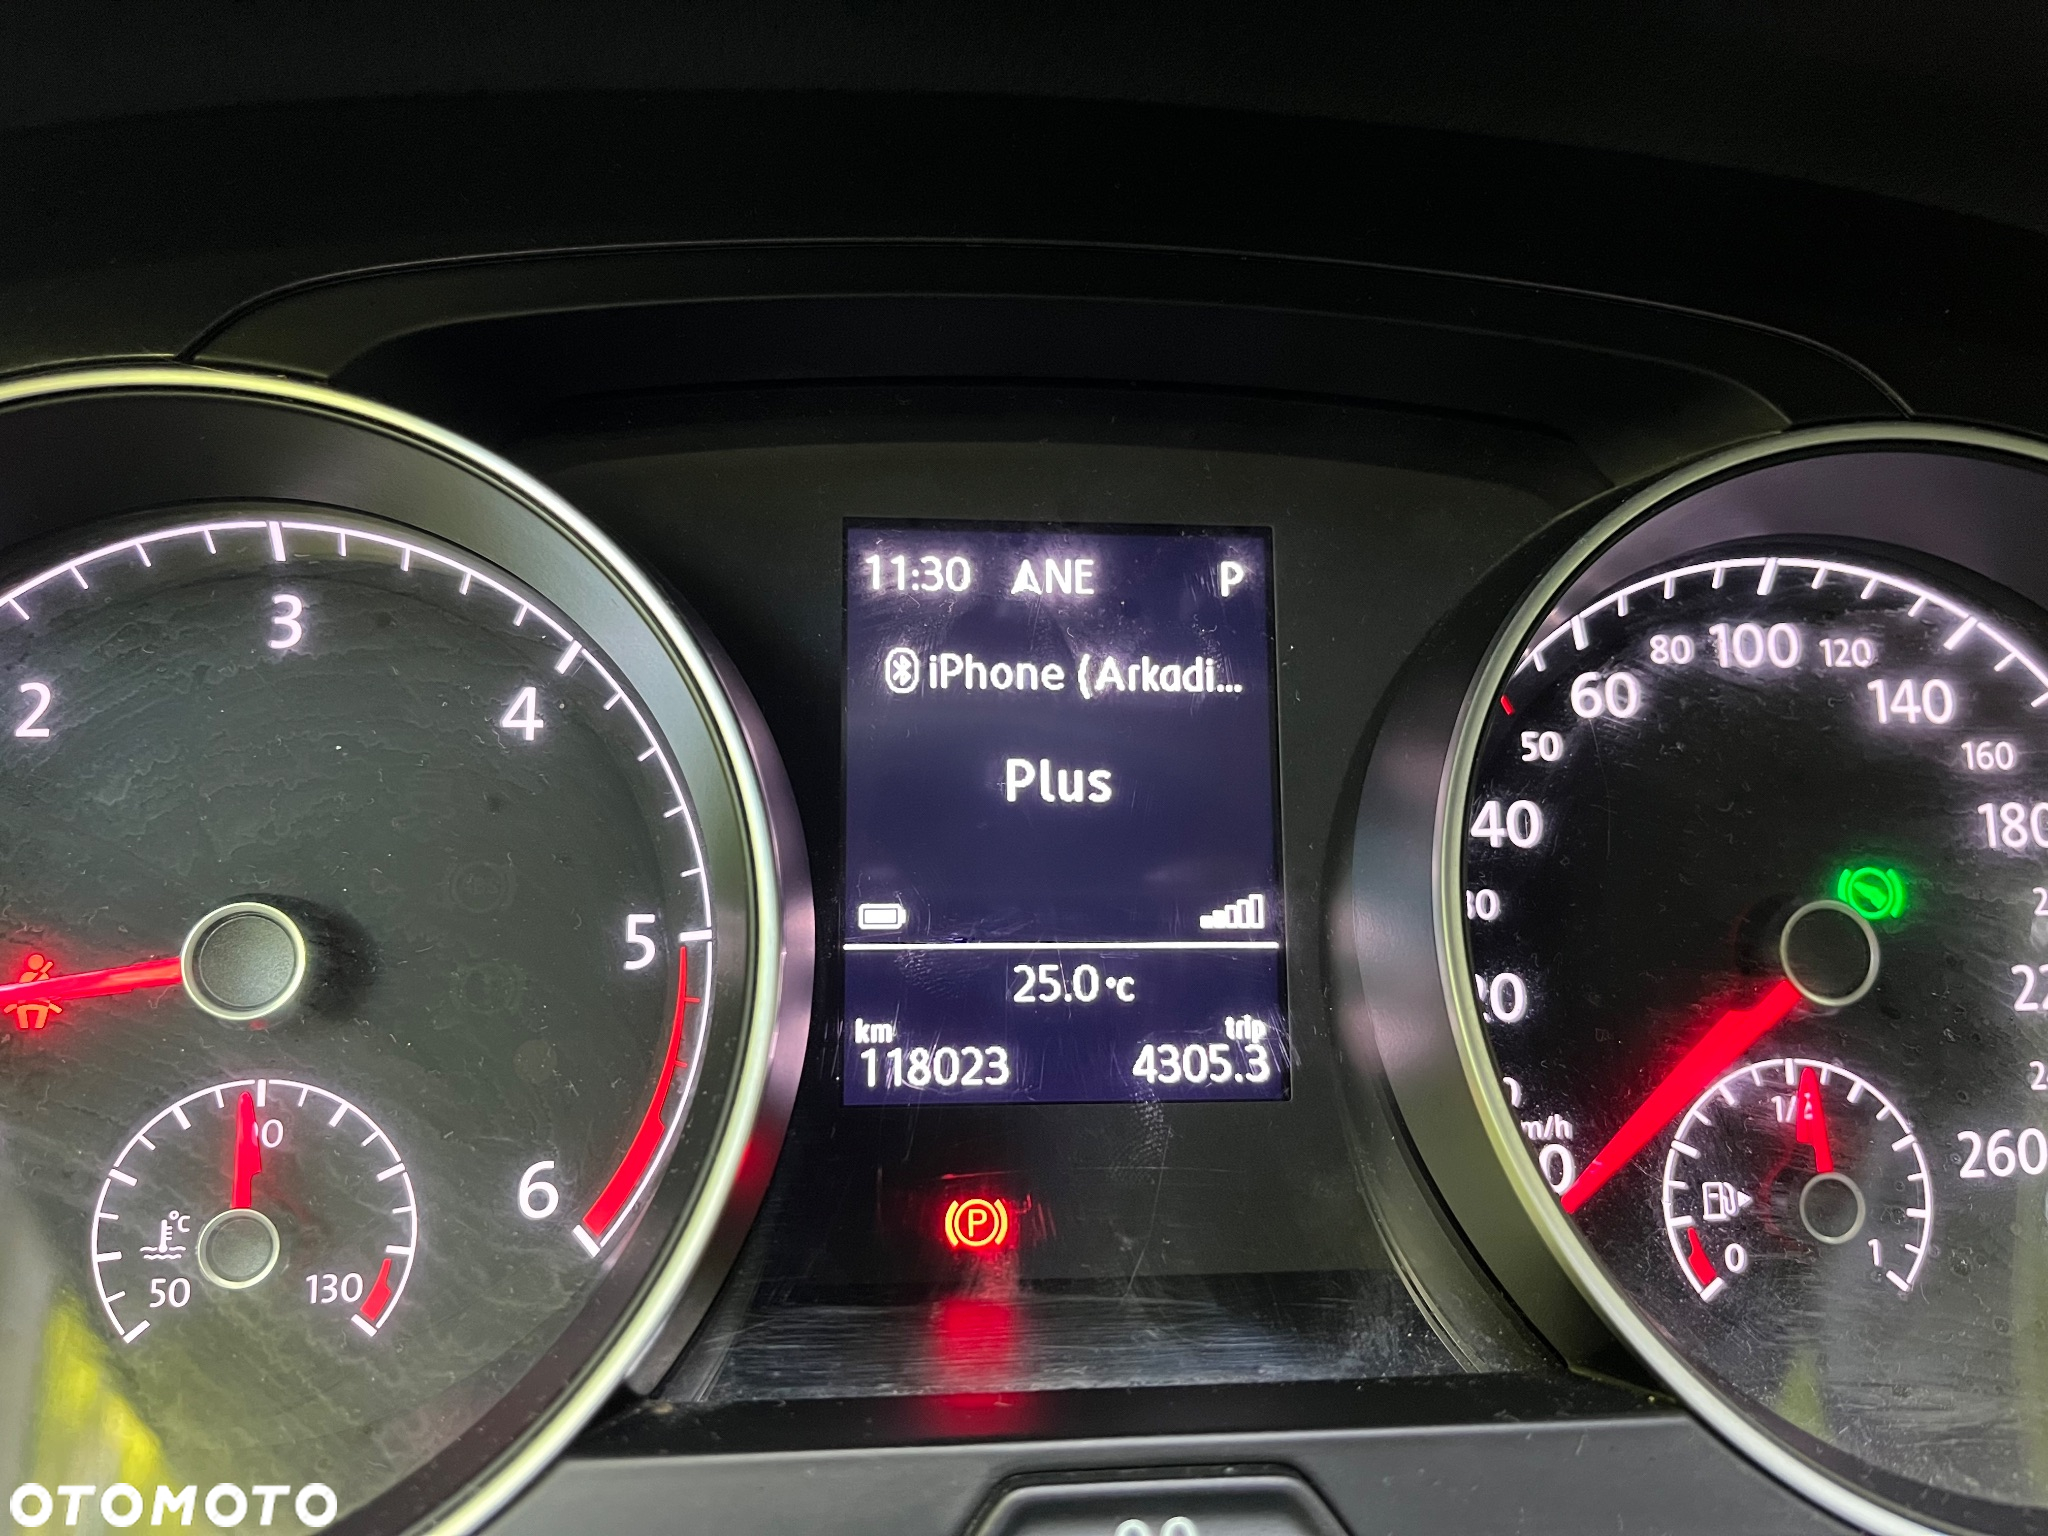 11:30 ANE P
iPhone (Arkadi...
Plus
25.0°C
km trip
118023 4305.3
P
2 3 4 5 6
50 130
°C
40 50 60 80 100 120 140 160
260
km/h
0 1/2 1
OTOMOTO